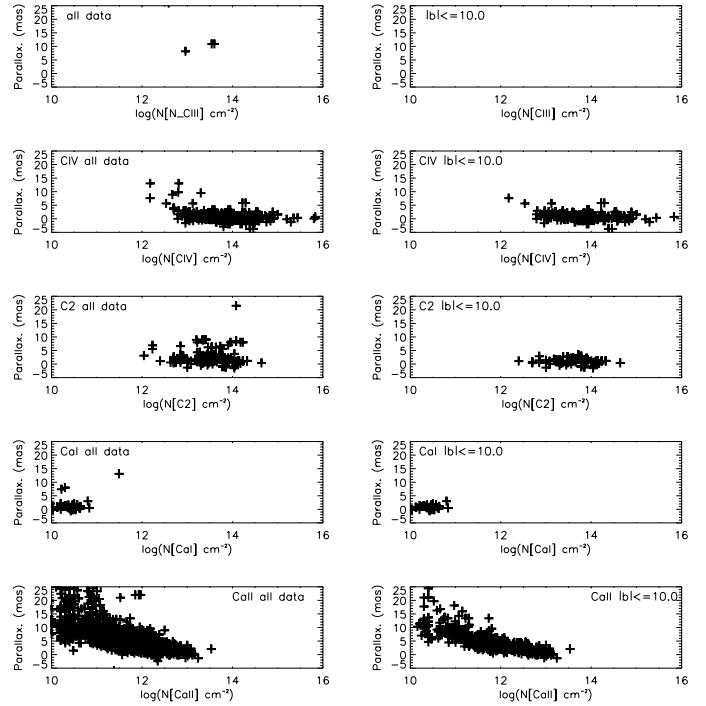 all data
25
20
15
10
5
0
−5
Parallax. (mas)
10 12 14 16
log(N[N_CIII] cm⁻²)
|b|<=10.0
25
20
15
10
5
0
−5
Parallax. (mas)
10 12 14 16
log(N[CIII] cm⁻²)
CIV all data
25
20
15
10
5
0
−5
Parallax. (mas)
10 12 14 16
log(N[CIV] cm⁻²)
CIV |b|<=10.0
25
20
15
10
5
0
−5
Parallax. (mas)
10 12 14 16
log(N[CIV] cm⁻²)
C2 all data
25
20
15
10
5
0
−5
Parallax. (mas)
10 12 14 16
log(N[C2] cm⁻²)
C2 |b|<=10.0
25
20
15
10
5
0
−5
Parallax. (mas)
10 12 14 16
log(N[C2] cm⁻²)
CaI all data
25
20
15
10
5
0
−5
Parallax. (mas)
10 12 14 16
log(N[CaI] cm⁻²)
CaI |b|<=10.0
25
20
15
10
5
0
−5
Parallax. (mas)
10 12 14 16
log(N[CaI] cm⁻²)
CaII all data
25
20
15
10
5
0
−5
Parallax. (mas)
10 12 14 16
log(N[CaII] cm⁻²)
CaII |b|<=10.0
25
20
15
10
5
0
−5
Parallax. (mas)
10 12 14 16
log(N[CaII] cm⁻²)